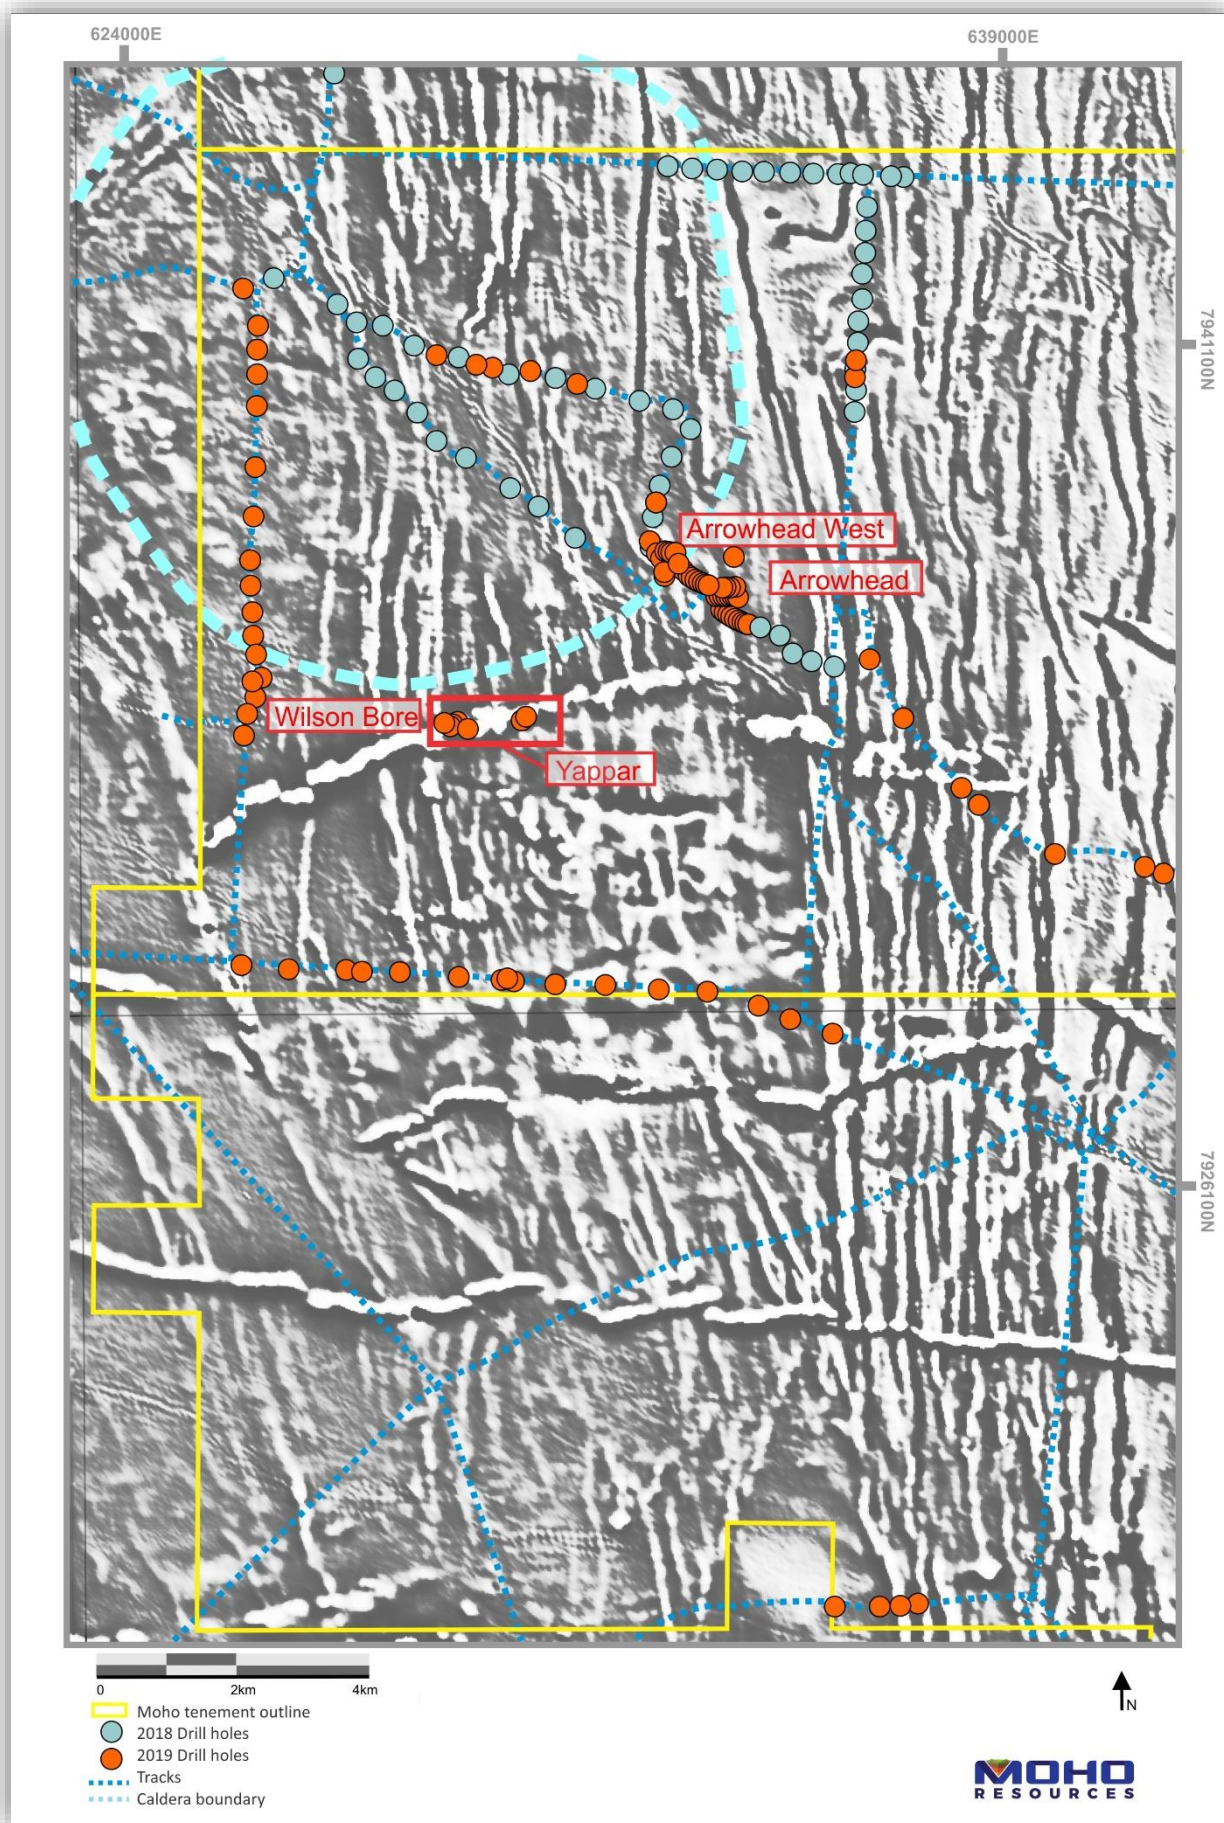 624000E
639000E
7941100N
Arrowhead West
Arrowhead
Wilson Bore
Yappar
7926100N
0 2km 4km
Moho tenement outline
2018 Drill holes
2019 Drill holes
Tracks
Caldera boundary
N
MOHO
RESOURCES